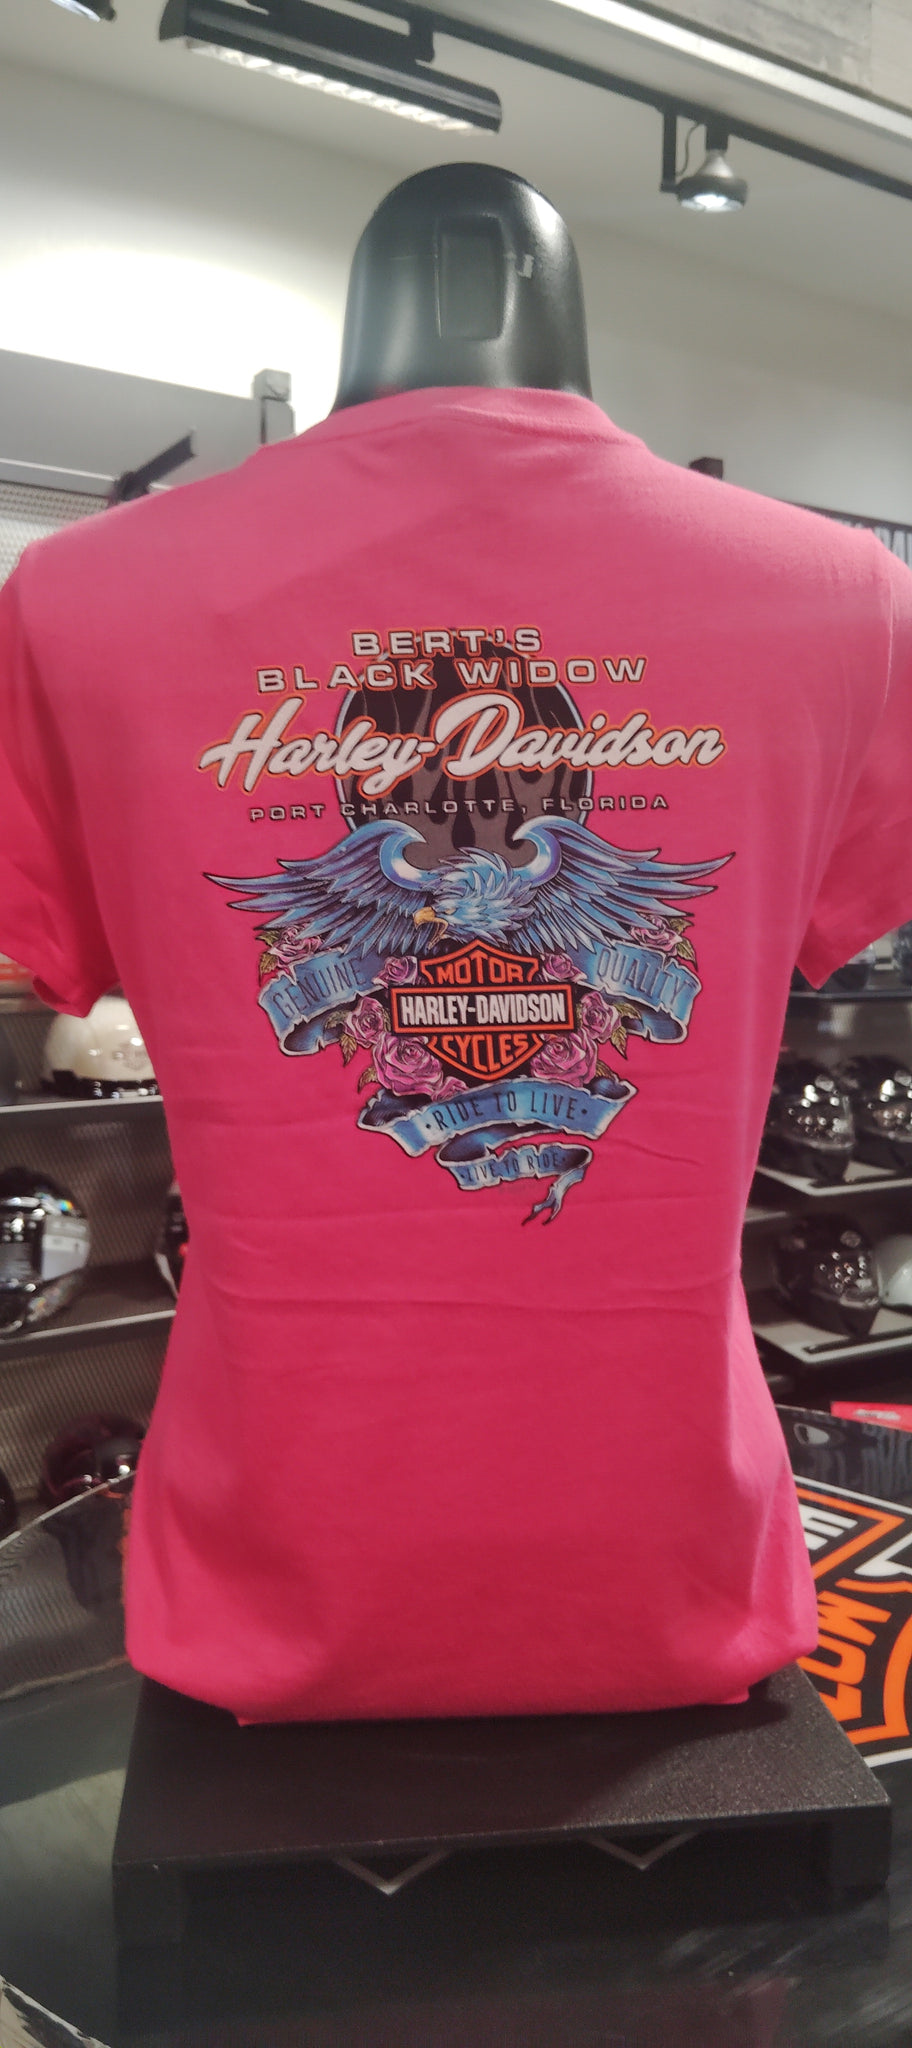 BERT'S
BLACK WIDOW
Harley-Davidson
PORT CHARLOTTE, FLORIDA
GENUINE QUALITY
MOTOR
HARLEY-DAVIDSON
CYCLES
• RIDE TO LIVE •
• LIVE TO RIDE •